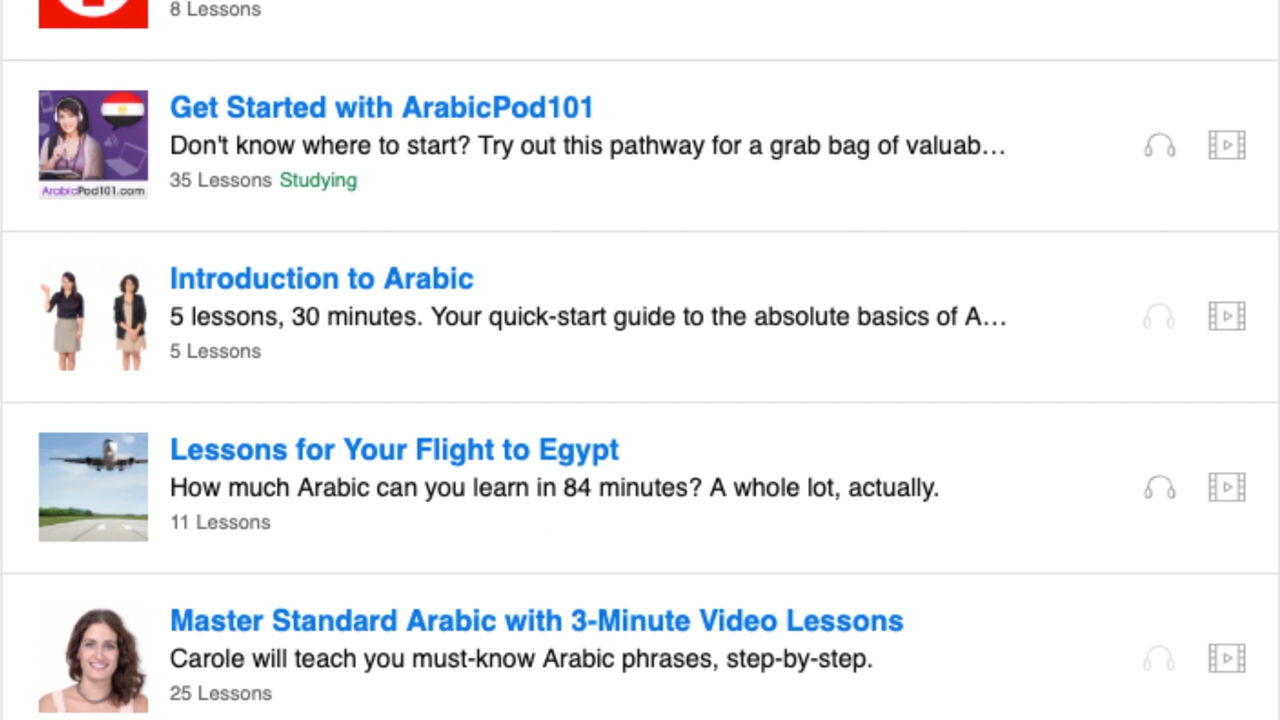 8 Lessons
Get Started with ArabicPod101
Don't know where to start? Try out this pathway for a grab bag of valuab…
35 Lessons Studying
ArabicPod101.com
Introduction to Arabic
5 lessons, 30 minutes. Your quick-start guide to the absolute basics of A…
5 Lessons
Lessons for Your Flight to Egypt
How much Arabic can you learn in 84 minutes? A whole lot, actually.
11 Lessons
Master Standard Arabic with 3-Minute Video Lessons
Carole will teach you must-know Arabic phrases, step-by-step.
25 Lessons